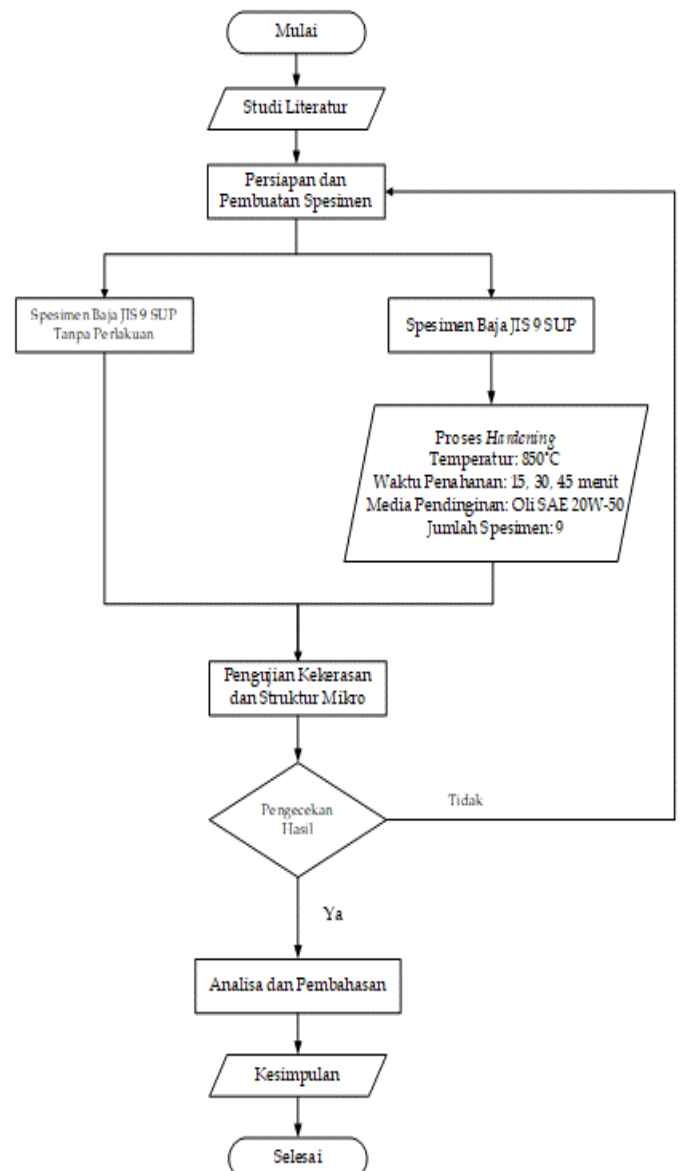 Mulai
Studi Literatur
Persiapan dan
Pembuatan Spesimen
Spesimen Baja JIS 9 SUP
Tanpa Perlakuan
Spesimen Baja JIS 9 SUP
Proses Hardening
Temperatur: 850°C
Waktu Penahanan: 15, 30, 45 menit
Media Pendinginan: Oli SAE 20W-50
Jumlah Spesimen: 9
Pengujian Kekerasan
dan Struktur Mikro
Pengecekan
Hasil
Tidak
Ya
Analisa dan Pembahasan
Kesimpulan
Selesai